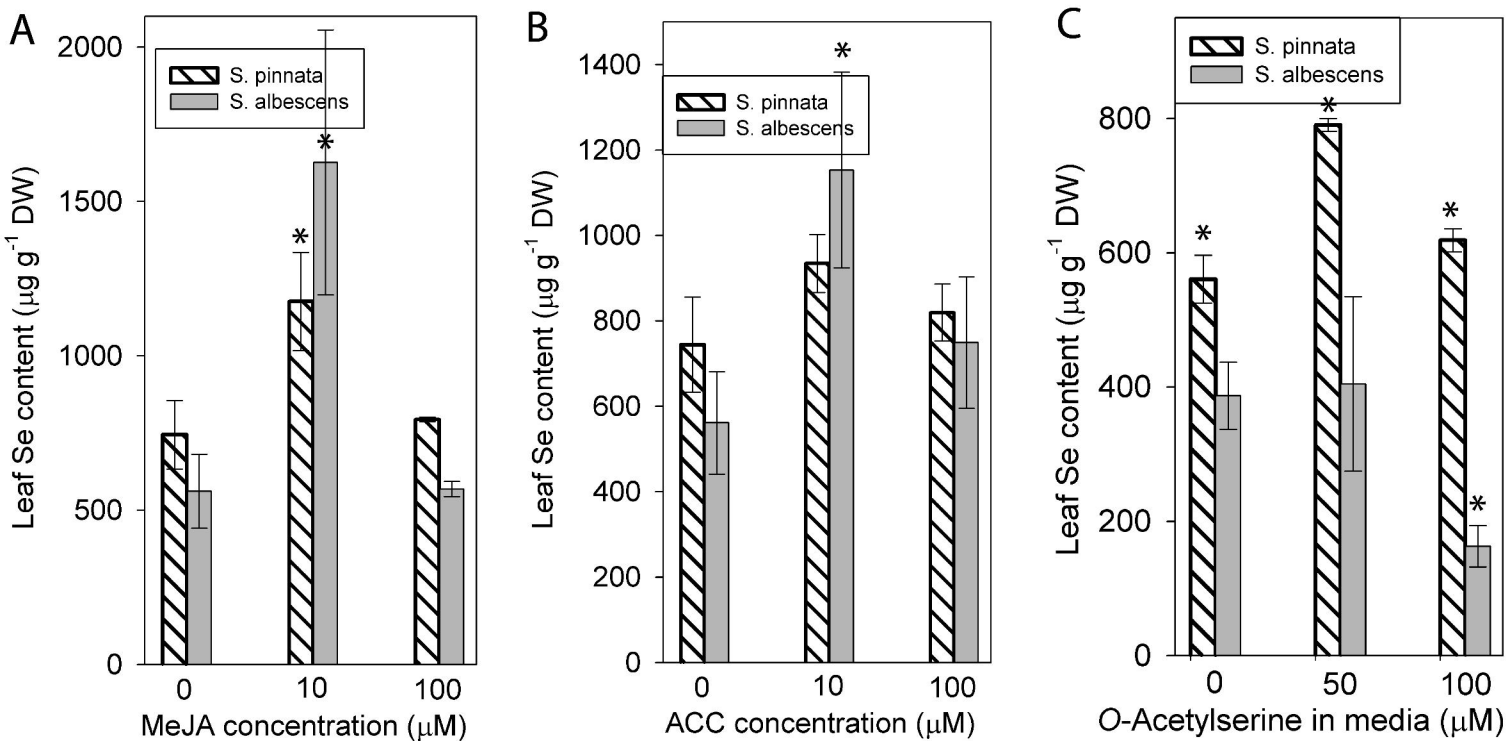 A
Leaf Se content (µg g⁻¹ DW)
2000
1500
1000
500
0
S. pinnata
S. albescens
*
*
0 10 100
MeJA concentration (µM)
B
Leaf Se content (µg g⁻¹ DW)
1400
1200
1000
800
600
400
200
0
S. pinnata
S. albescens
*
0 10 100
ACC concentration (µM)
C
Leaf Se content (µg g⁻¹ DW)
800
600
400
200
0
S. pinnata
S. albescens
*
*
*
*
0 50 100
O-Acetylserine in media (µM)